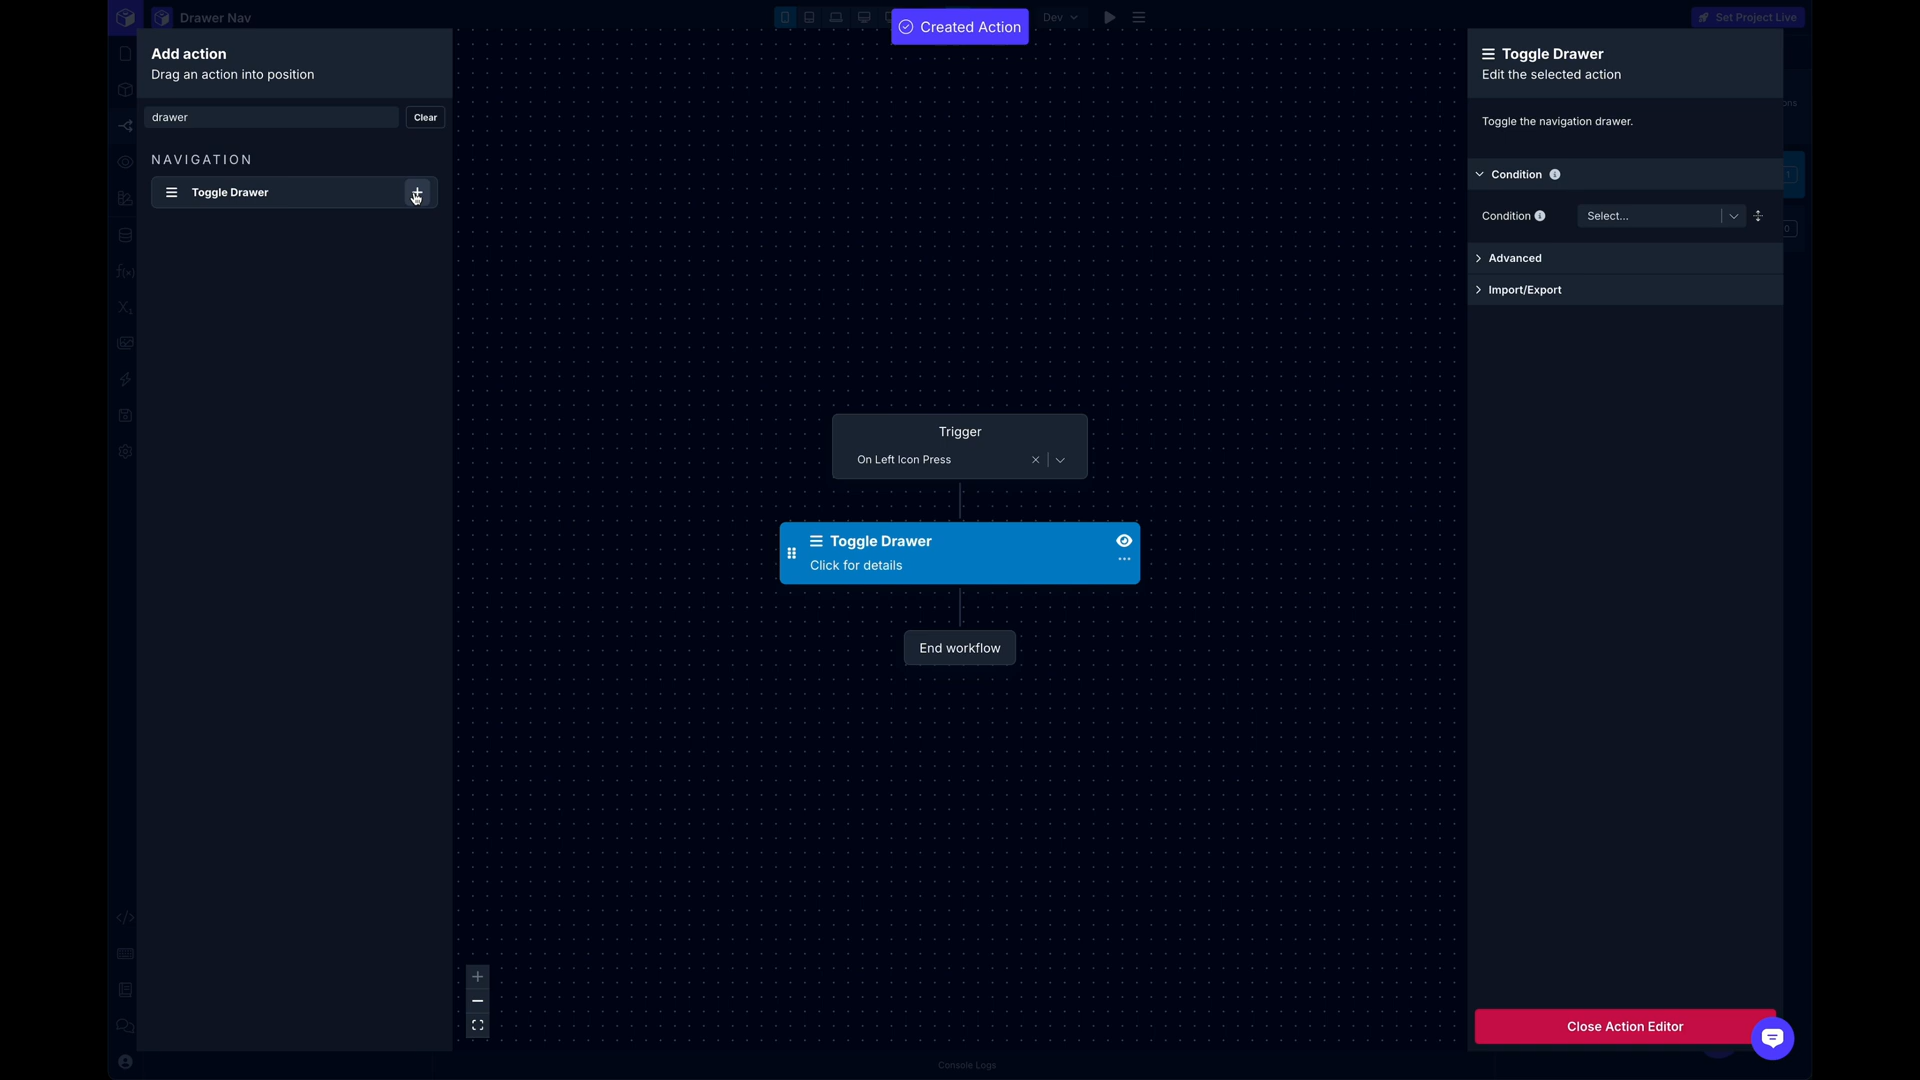 Drawer Nav
Dev
Set Project Live
Created Action
Add action
Drag an action into position
drawer
Clear
NAVIGATION
Toggle Drawer
Trigger
On Left Icon Press
Toggle Drawer
Click for details
End workflow
Console Logs
Toggle Drawer
Edit the selected action
Toggle the navigation drawer.
Condition
Condition
Select...
Advanced
Import/Export
Close Action Editor